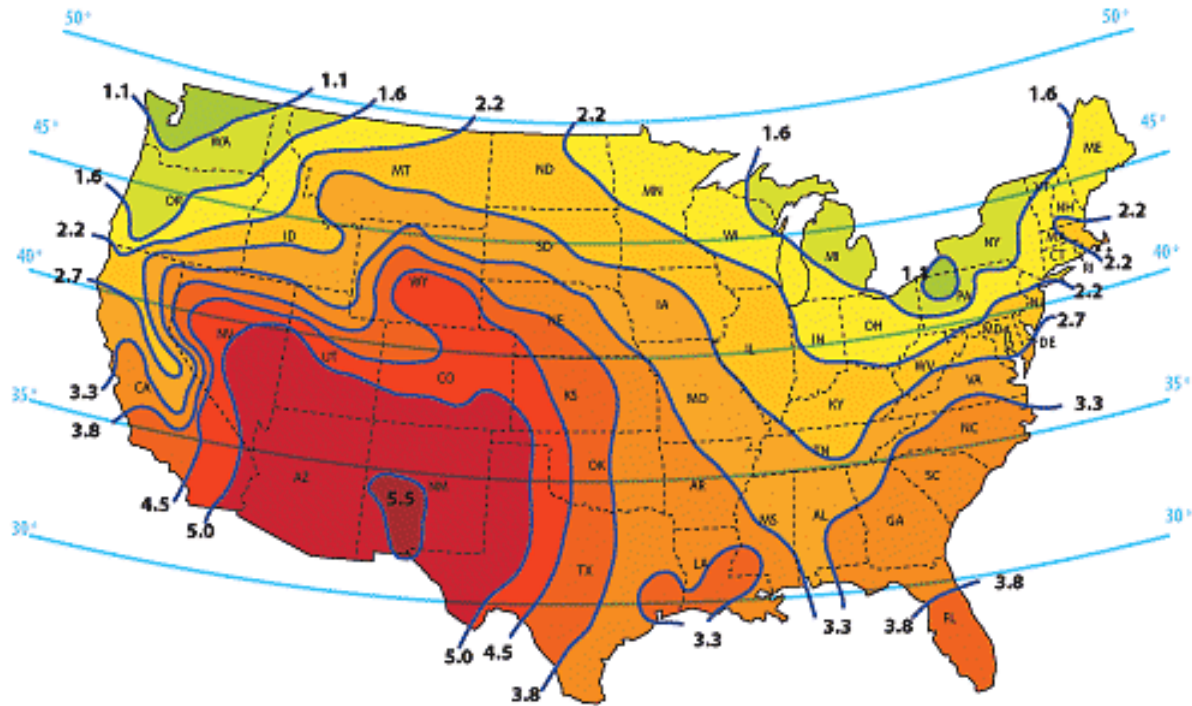 50°
50°
1.1
1.1
1.6
2.2
2.2
1.6
1.6
45°
45°
WA
MT
ND
MN
ME
VT
NH
1.6
OR
ID
SD
WI
MI
NY
2.2
2.2
40°
40°
MS
CT
RI
2.2
2.7
WY
1.1
PA
NJ
2.2
NV
UT
NE
IA
IL
IN
OH
MD
DE
2.7
WV
VA
CA
CO
KS
MO
KY
3.3
35°
35°
3.8
3.3
NC
TN
AZ
5.5
NM
OK
AR
SC
4.5
5.0
MS
AL
GA
30°
30°
TX
LA
3.8
FL
5.0
4.5
3.8
3.3
3.3
3.8